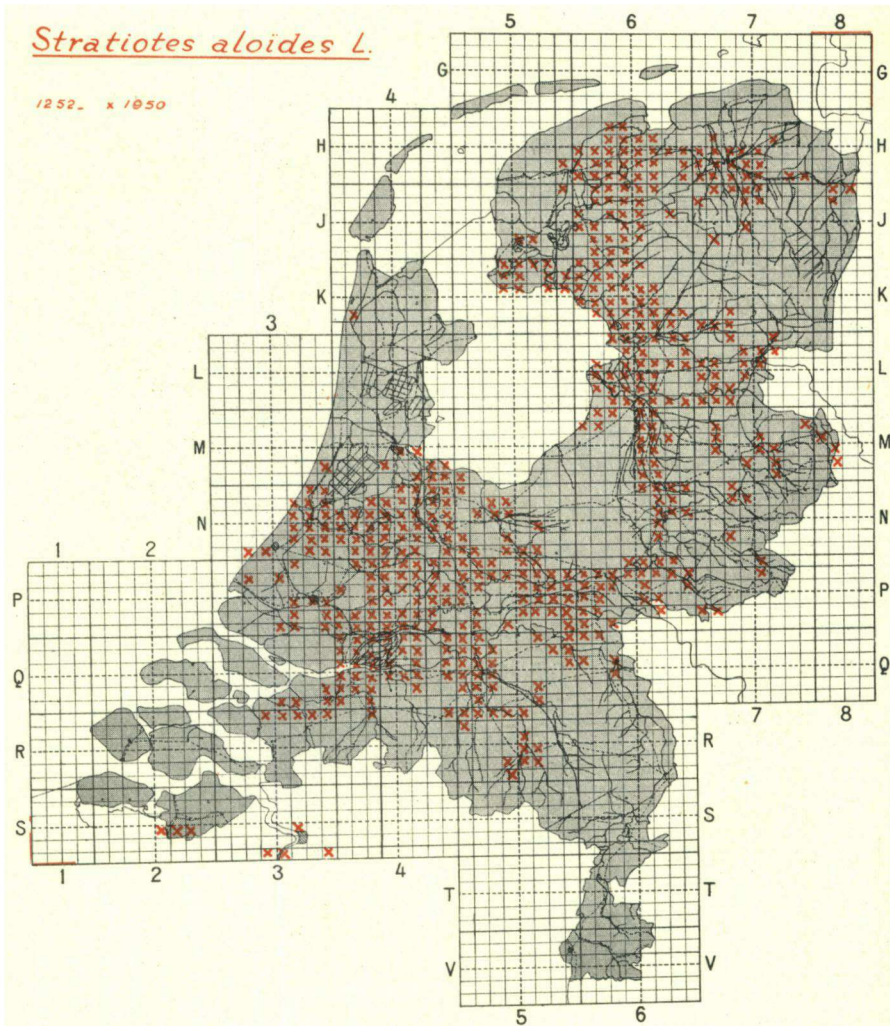 Stratiotes aloïdes L.
1252_ x 1950
5 6 7 8
G G
4
H H
J J
K K
3
L L
M M
N N
1 2
P P
Q Q
7 8
R R
S S
1 2 3 4
T T
V V
5 6